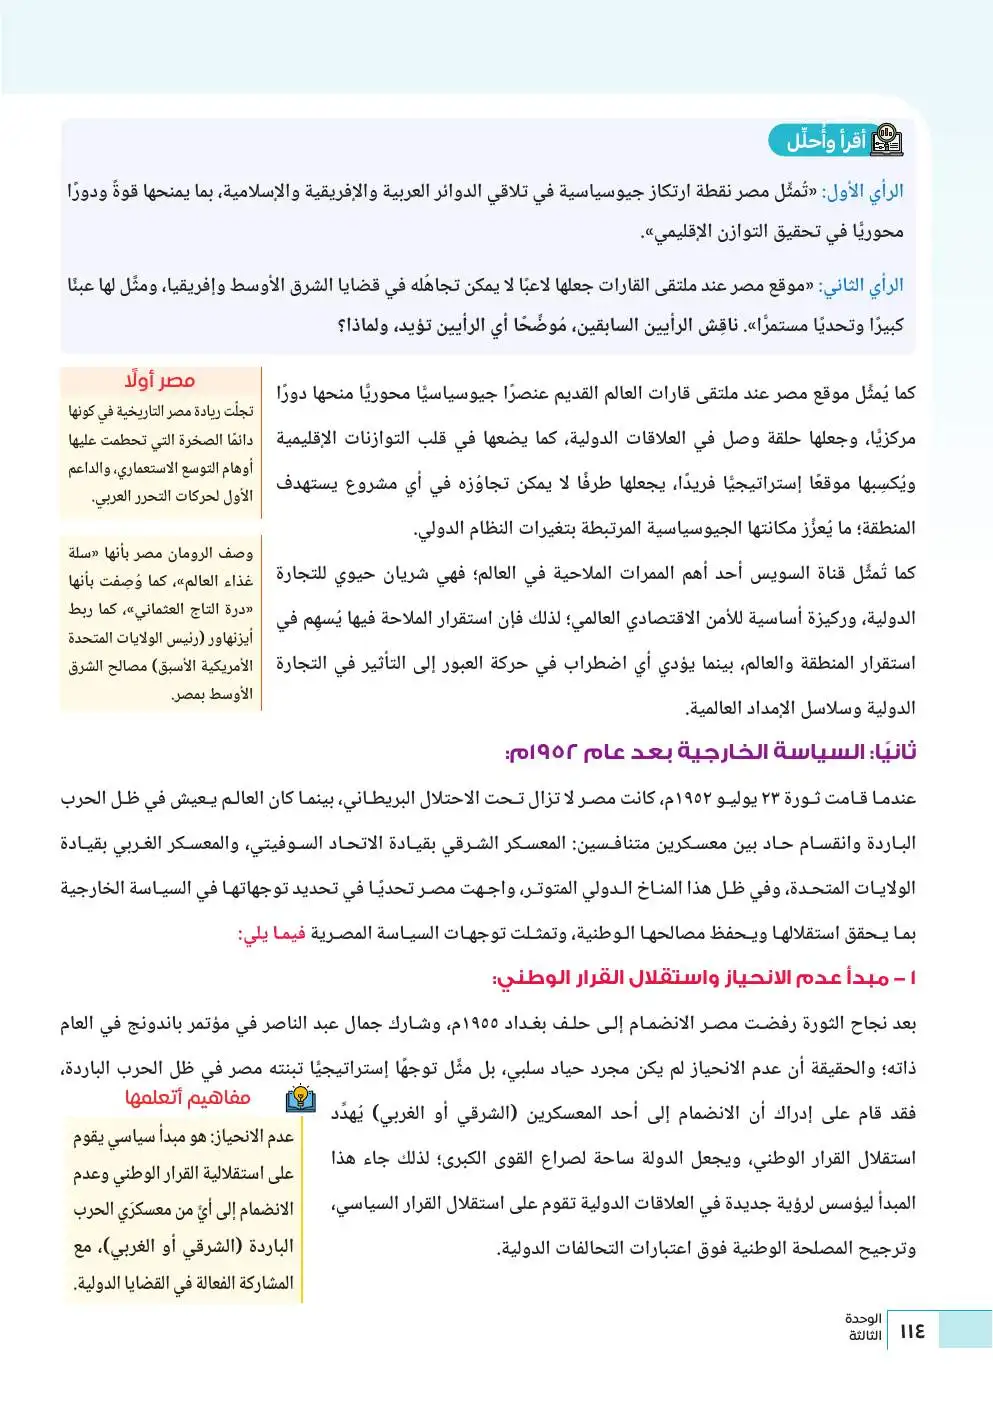 أقرأ وأُحلِّل
الرأي الأول: «تُمثِّل مصر نقطة ارتكاز جيوسياسية في تلاقي الدوائر العربية والإفريقية والإسلامية، بما يمنحها قوةً ودورًا
محوريًّا في تحقيق التوازن الإقليمي».
الرأي الثاني: «موقع مصر عند ملتقى القارات جعلها لاعبًا لا يمكن تجاهُله في قضايا الشرق الأوسط وإفريقيا، ومثَّل لها عبئًا
كبيرًا وتحديًا مستمرًّا». ناقِش الرأيين السابقين، مُوضِّحًا أي الرأيين تؤيد، ولماذا؟
كما يُمثِّل موقع مصر عند ملتقى قارات العالم القديم عنصرًا جيوسياسيًّا محوريًّا منحها دورًا
مركزيًّا، وجعلها حلقة وصل في العلاقات الدولية، كما يضعها في قلب التوازنات الإقليمية
ويُكسِبها موقعًا إستراتيجيًّا فريدًا، يجعلها طرفًا لا يمكن تجاوُزه في أي مشروع يستهدف
المنطقة؛ ما يُعزِّز مكانتها الجيوسياسية المرتبطة بتغيرات النظام الدولي.
كما تُمثِّل قناة السويس أحد أهم الممرات الملاحية في العالم؛ فهي شريان حيوي للتجارة
الدولية، وركيزة أساسية للأمن الاقتصادي العالمي؛ لذلك فإن استقرار الملاحة فيها يُسهِم في
استقرار المنطقة والعالم، بينما يؤدي أي اضطراب في حركة العبور إلى التأثير في التجارة
الدولية وسلاسل الإمداد العالمية.
مصر أولًا
تجلّت ريادة مصر التاريخية في كونها
دائمًا الصخرة التي تحطمت عليها
أوهام التوسع الاستعماري، والداعم
الأول لحركات التحرر العربي.
وصف الرومان مصر بأنها «سلة
غذاء العالم»، كما وُصِفت بأنها
«درة التاج العثماني»، كما ربط
أيزنهاور (رئيس الولايات المتحدة
الأمريكية الأسبق) مصالح الشرق
الأوسط بمصر.
ثانيًا: السياسة الخارجية بعد عام ١٩٥٢م:
عندما قامت ثورة ٢٣ يوليو ١٩٥٢م، كانت مصر لا تزال تحت الاحتلال البريطاني، بينما كان العالم يعيش في ظل الحرب
الباردة وانقسام حاد بين معسكرين متنافسين: المعسكر الشرقي بقيادة الاتحاد السوفيتي، والمعسكر الغربي بقيادة
الولايات المتحدة، وفي ظل هذا المناخ الدولي المتوتر، واجهت مصر تحديًا في تحديد توجهاتها في السياسة الخارجية
بما يحقق استقلالها ويحفظ مصالحها الوطنية، وتمثلت توجهات السياسة المصرية فيما يلي:
١ - مبدأ عدم الانحياز واستقلال القرار الوطني:
بعد نجاح الثورة رفضت مصر الانضمام إلى حلف بغداد ١٩٥٥م، وشارك جمال عبد الناصر في مؤتمر باندونج في العام
ذاته؛ والحقيقة أن عدم الانحياز لم يكن مجرد حياد سلبي، بل مثَّل توجهًا إستراتيجيًّا تبنته مصر في ظل الحرب الباردة،
فقد قام على إدراك أن الانضمام إلى أحد المعسكرين (الشرقي أو الغربي) يُهدِّد
استقلال القرار الوطني، ويجعل الدولة ساحة لصراع القوى الكبرى؛ لذلك جاء هذا
المبدأ ليؤسس لرؤية جديدة في العلاقات الدولية تقوم على استقلال القرار السياسي،
وترجيح المصلحة الوطنية فوق اعتبارات التحالفات الدولية.
مفاهيم أتعلمها
عدم الانحياز: هو مبدأ سياسي يقوم
على استقلالية القرار الوطني وعدم
الانضمام إلى أيٍّ من معسكرَي الحرب
الباردة (الشرقي أو الغربي)، مع
المشاركة الفعالة في القضايا الدولية.
الوحدة
الثالثة
١١٤